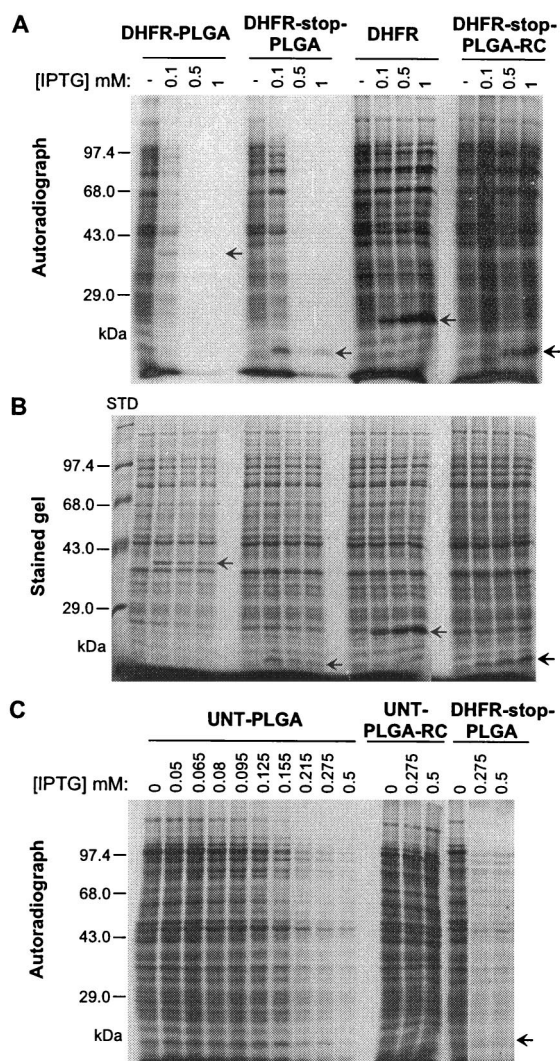 A
DHFR-PLGA
DHFR-stop-PLGA
DHFR
DHFR-stop-PLGA-RC
[IPTG] mM:
- 0.1 0.5 1 - 0.1 0.5 1 - 0.1 0.5 1 - 0.1 0.5 1
Autoradiograph
97.4
68.0
43.0
29.0
kDa
B
STD
Stained gel
97.4
68.0
43.0
29.0
kDa
C
UNT-PLGA
UNT-PLGA-RC
DHFR-stop-PLGA
[IPTG] mM:
0 0.05 0.065 0.08 0.095 0.125 0.155 0.215 0.275 0.5 0 0.275 0.5 0 0.275 0.5
Autoradiograph
97.4
68.0
43.0
29.0
kDa